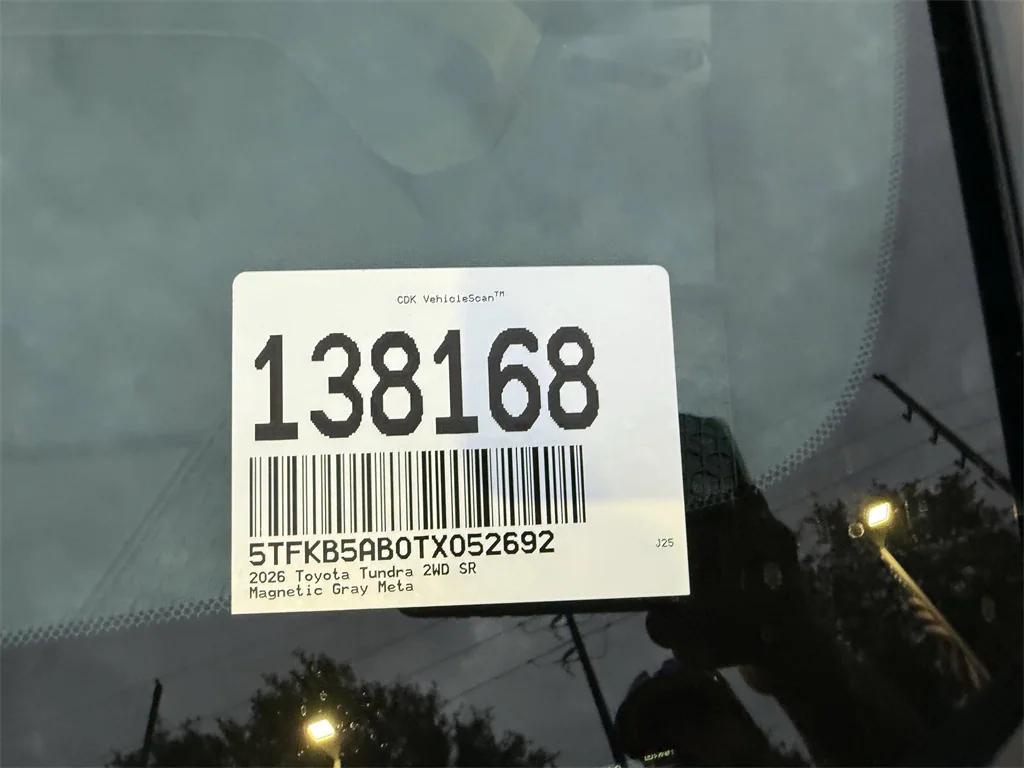 CDK VehicleScan™
138168
5TFKB5AB0TX052692
J25
2026 Toyota Tundra 2WD SR
Magnetic Gray Meta